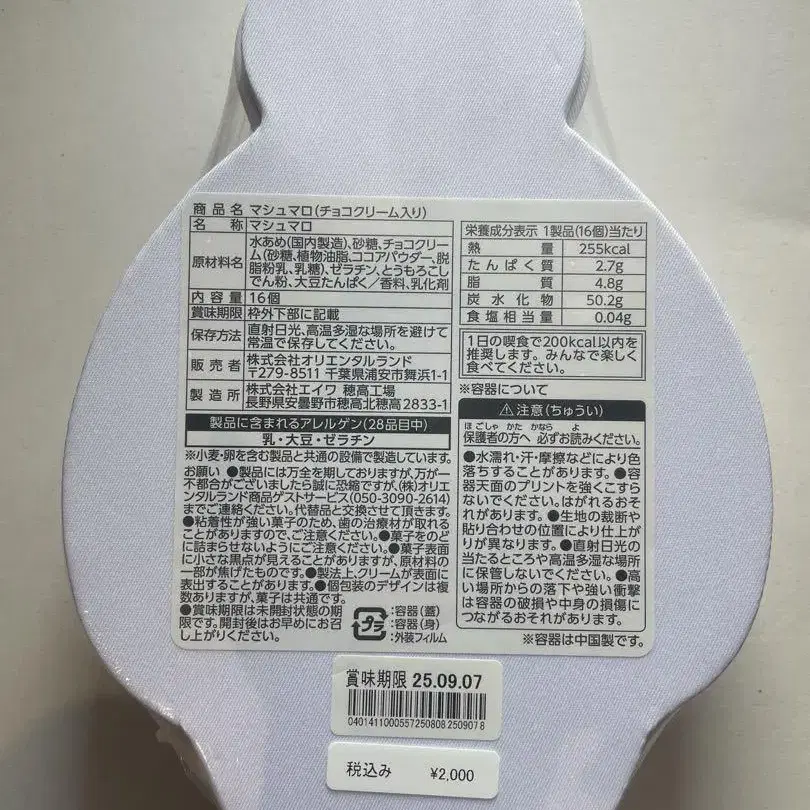 商品名 マシュマロ(チョコクリーム入り)
名称 マシュマロ
原材料名 水あめ(国内製造)、砂糖、チョコクリー
ム(砂糖、植物油脂、ココアパウダー、脱
脂粉乳、乳糖)、ゼラチン、とうもろこし
でん粉、大豆たんぱく／香料、乳化剤
内容量 16個
賞味期限 枠外下部に記載
保存方法 直射日光、高温多湿な場所を避けて
常温で保存してください。
販売者 株式会社オリエンタルランド
〒279-8511 千葉県浦安市舞浜1-1
製造所 株式会社エイワ 穂高工場
長野県安曇野市穂高北穂高2833-1
製品に含まれるアレルゲン(28品目中)
乳・大豆・ゼラチン
※小麦・卵を含む製品と共通の設備で製造しています。
お願い ●製品には万全を期しておりますが、万が一
不都合がございましたら誠に恐縮ですが、(株)オリエ
ンタルランド商品ゲストサービス(050-3090-2614)
までご連絡ください。代替品と交換させて頂きます。
●粘着性が強い菓子のため、歯の治療材が取れる
ことがありますので、ご注意ください。●菓子をのど
に詰まらせないようにご注意ください。●菓子表面
に小さな黒点が見えることがありますが、原材料の
一部が焦げたものです。●製法上、クリームが表面に
表出することがあります。●個包装のデザインは複
数ありますが、菓子は共通です。
●賞味期限は未開封状態の期
限です。開封後はお早めにお召
し上がりください。
プラ
:容器(蓋)
:容器(身)
:外装フィルム
栄養成分表示 1製品(16個)当たり
熱量 255kcal
たんぱく質 2.7g
脂質 4.8g
炭水化物 50.2g
食塩相当量 0.04g
1日の喫食で200kcal以内を
推奨します。みんなで楽しく
食べてください。
※容器について
⚠注意(ちゅうい)
ほごしゃ かた かなら よ
保護者の方へ 必ずお読みください。
●水濡れ・汗・摩擦などにより色
落ちすることがあります。●容
器天面のプリントを強くこすら
ないでください。はがれるおそ
れがあります。●生地の裁断や
貼り合わせの位置により仕上が
りが異なります。●直射日光の
当たるところや高温多湿な場所
に保管しないでください。●高
い場所からの落下や強い衝撃
は容器の破損や中身の損傷に
つながるおそれがあります。
※容器は中国製です。
賞味期限 25.09.07
0401411000557250808 2509078
税込み ¥2,000